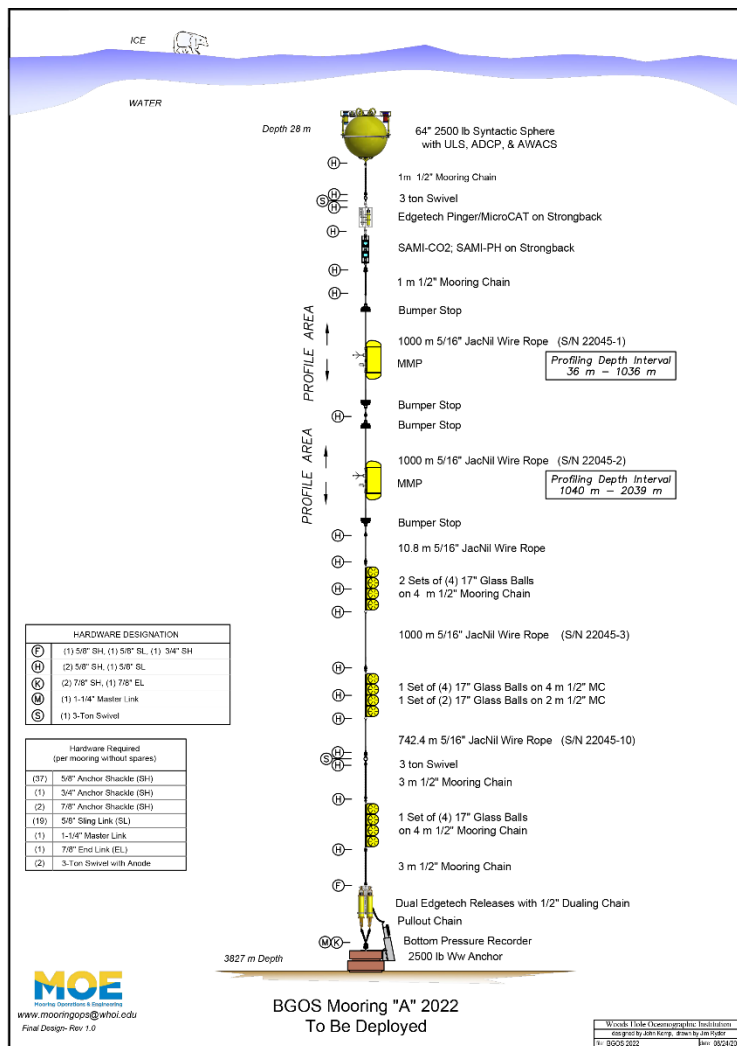 ICE
WATER
Depth 28 m
64" 2500 lb Syntactic Sphere
with ULS, ADCP, & AWACS
H
1m 1/2" Mooring Chain
H
S
3 ton Swivel
H
Edgetech Pinger/MicroCAT on Strongback
H
SAMI-CO2; SAMI-PH on Strongback
H
1 m 1/2" Mooring Chain
H
Bumper Stop
PROFILE AREA
1000 m 5/16" JacNil Wire Rope (S/N 22045-1)
MMP
Profiling Depth Interval
36 m – 1036 m
Bumper Stop
H
Bumper Stop
PROFILE AREA
1000 m 5/16" JacNil Wire Rope (S/N 22045-2)
MMP
Profiling Depth Interval
1040 m – 2039 m
Bumper Stop
H
10.8 m 5/16" JacNil Wire Rope
H
2 Sets of (4) 17" Glass Balls
H
on 4 m 1/2" Mooring Chain
H
1000 m 5/16" JacNil Wire Rope (S/N 22045-3)
H
1 Set of (4) 17" Glass Balls on 4 m 1/2" MC
H
1 Set of (2) 17" Glass Balls on 2 m 1/2" MC
H
742.4 m 5/16" JacNil Wire Rope (S/N 22045-10)
H
S
3 ton Swivel
H
3 m 1/2" Mooring Chain
H
1 Set of (4) 17" Glass Balls
on 4 m 1/2" Mooring Chain
H
3 m 1/2" Mooring Chain
F
Dual Edgetech Releases with 1/2" Dualing Chain
Pullout Chain
M K
Bottom Pressure Recorder
2500 lb Ww Anchor
3827 m Depth
HARDWARE DESIGNATION
F (1) 5/8" SH, (1) 5/8" SL, (1) 3/4" SH
H (2) 5/8" SH, (1) 5/8" SL
K (2) 7/8" SH, (1) 7/8" EL
M (1) 1-1/4" Master Link
S (1) 3-Ton Swivel
Hardware Required
(per mooring without spares)
(37) 5/8" Anchor Shackle (SH)
(1) 3/4" Anchor Shackle (SH)
(2) 7/8" Anchor Shackle (SH)
(19) 5/8" Sling Link (SL)
(1) 1-1/4" Master Link
(1) 7/8" End Link (EL)
(2) 3-Ton Swivel with Anode
MOE
Mooring Operations & Engineering
www.mooringops@whoi.edu
Final Design- Rev 1.0
BGOS Mooring "A" 2022
To Be Deployed
Woods Hole Oceanographic Institution
designed by John Kemp, drawn by Jim Ryder
BGOS 2022